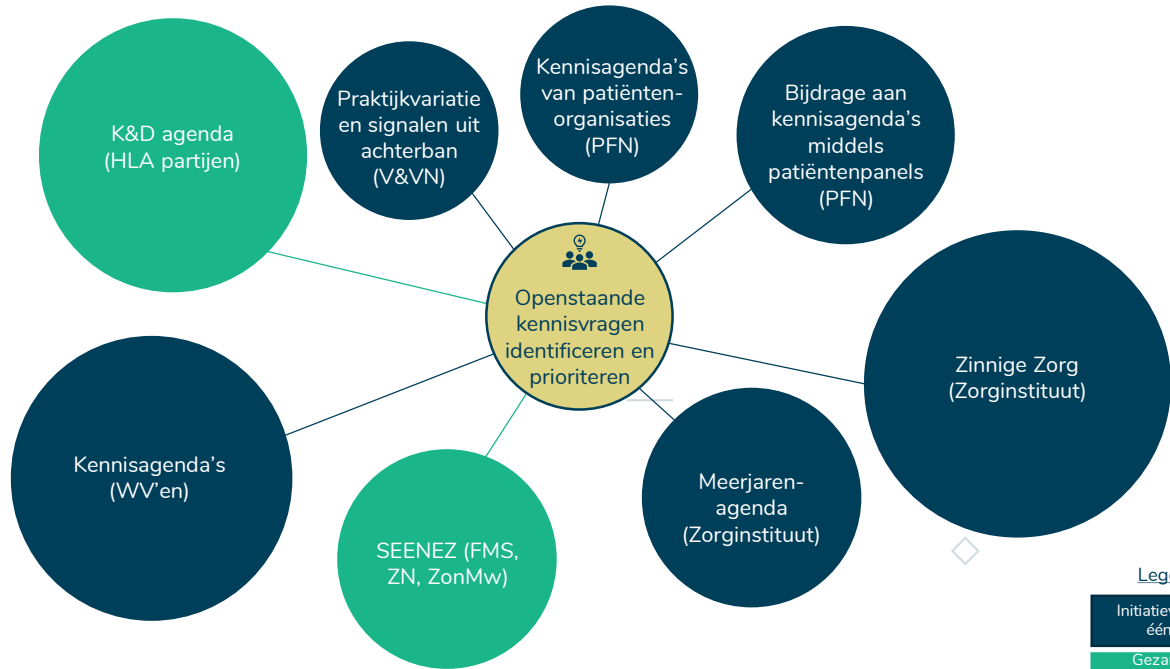 K&D agenda
(HLA partijen)
Praktijkvariatie
en signalen uit
achterban
(V&VN)
Kennisagenda's
van patiënten-
organisaties
(PFN)
Bijdrage aan
kennisagenda's
middels
patiëntenpanels
(PFN)
Openstaande
kennisvragen
identificeren en
prioriteren
Zinnige Zorg
(Zorginstituut)
Kennisagenda's
(WV'en)
SEENEZ (FMS,
ZN, ZonMw)
Meerjaren-
agenda
(Zorginstituut)
één